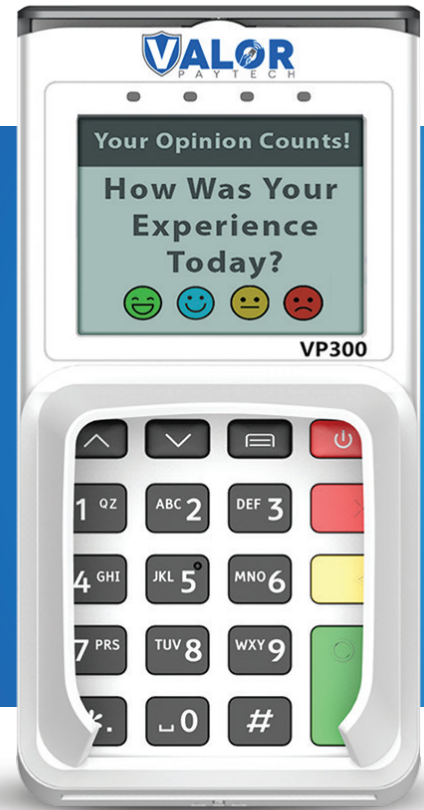 VALOR
PAYTECH
Your Opinion Counts!
How Was Your
Experience
Today?
VP300
1 QZ ABC 2 DEF 3
4 GHI JKL 5 MNO 6
7 PRS TUV 8 WXY 9
*. ⎵0 #